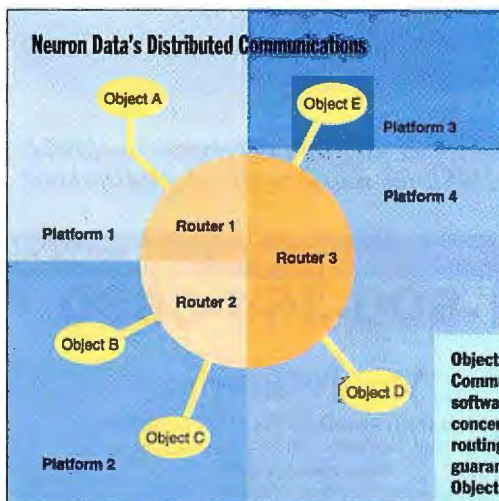 Neuron Data's Distributed Communications
Object A
Object E
Platform 3
Platform 4
Router 1
Platform 1
Router 3
Router 2
Object B
Object D
Object C
Platform 2
Object
Commu
softwa
concer
routing
guaran
Object